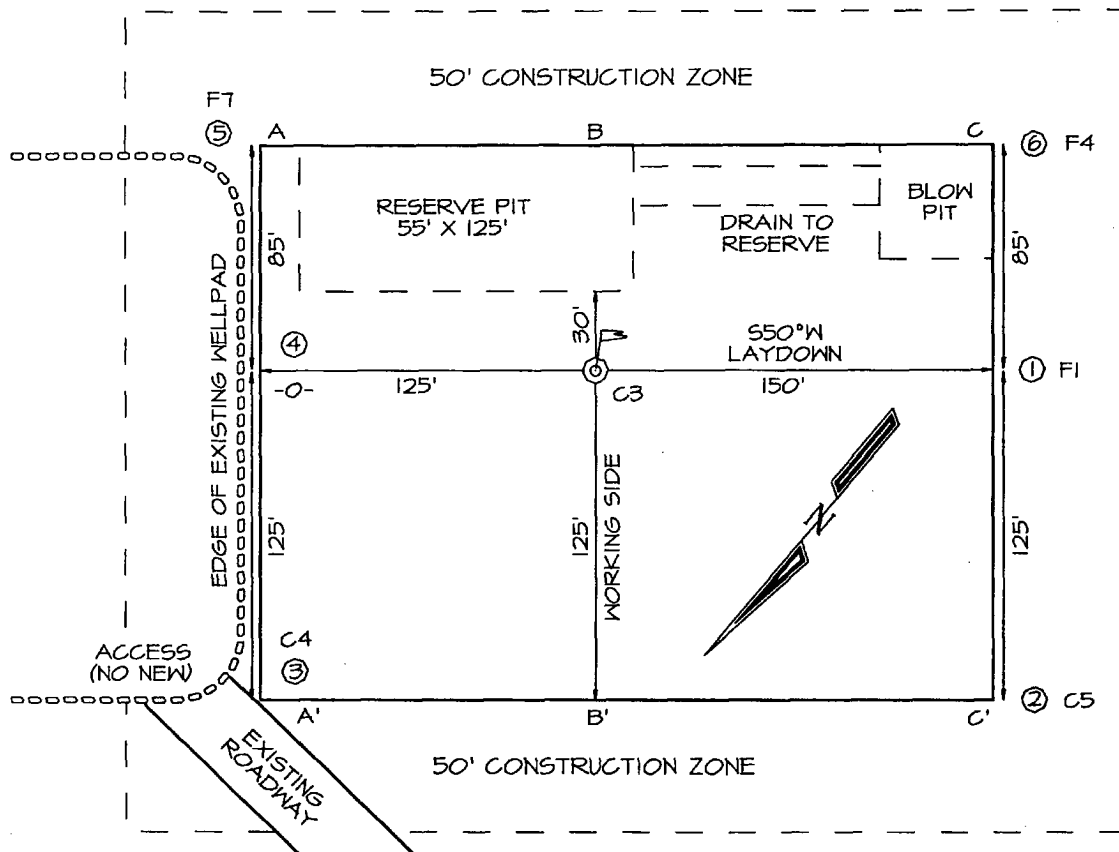 50' CONSTRUCTION ZONE
F7
5
A
B
C
6 F4
RESERVE PIT
55' X 125'
DRAIN TO
RESERVE
BLOW
PIT
85'
85'
EDGE OF EXISTING WELLPAD
4
30'
S50°W
LAYDOWN
1 F1
-0-
125'
C3
150'
125'
125'
WORKING SIDE
N
125'
ACCESS
(NO NEW)
C4
3
A'
B'
C'
2 C5
EXISTING
ROADWAY
50' CONSTRUCTION ZONE